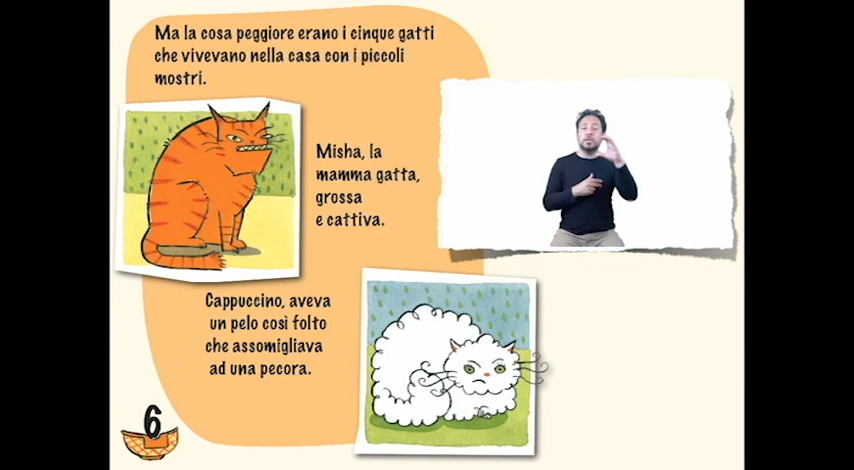 Ma la cosa peggiore erano i cinque gatti
che vivevano nella casa con i piccoli
mostri.
Misha, la
mamma gatta,
grossa
e cattiva.
Cappuccino, aveva
un pelo così folto
che assomigliava
ad una pecora.
6